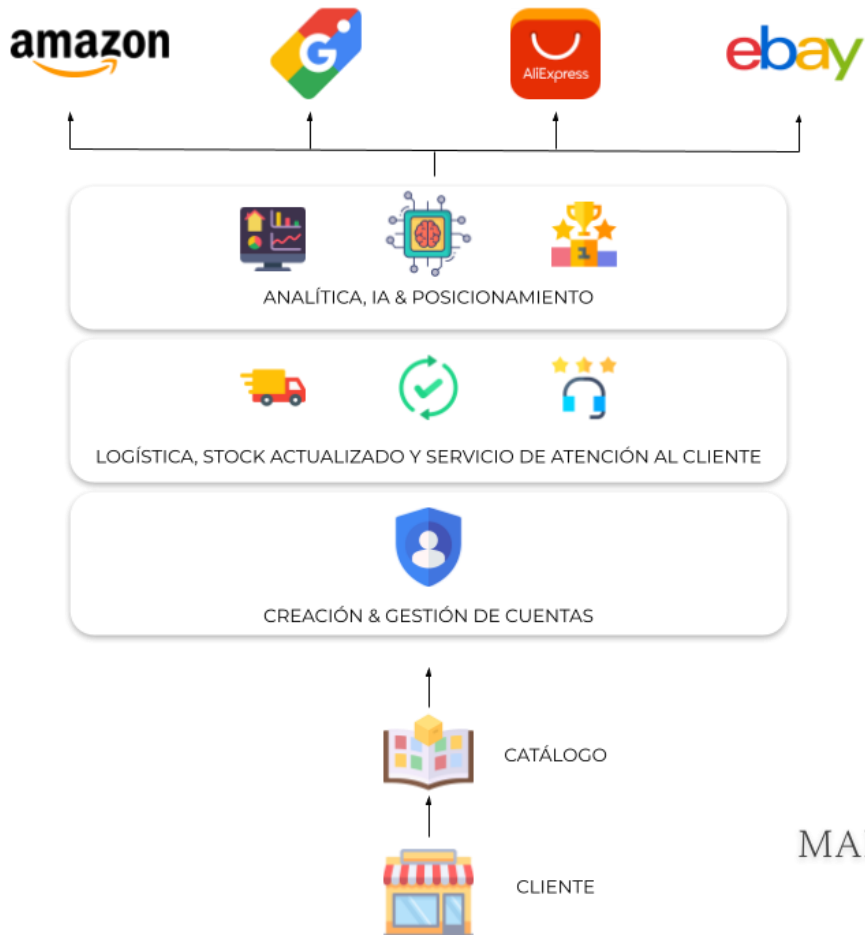 amazon
G
AliExpress
ebay
1
ANALÍTICA, IA & POSICIONAMIENTO
LOGÍSTICA, STOCK ACTUALIZADO Y SERVICIO DE ATENCIÓN AL CLIENTE
CREACIÓN & GESTIÓN DE CUENTAS
CATÁLOGO
CLIENTE